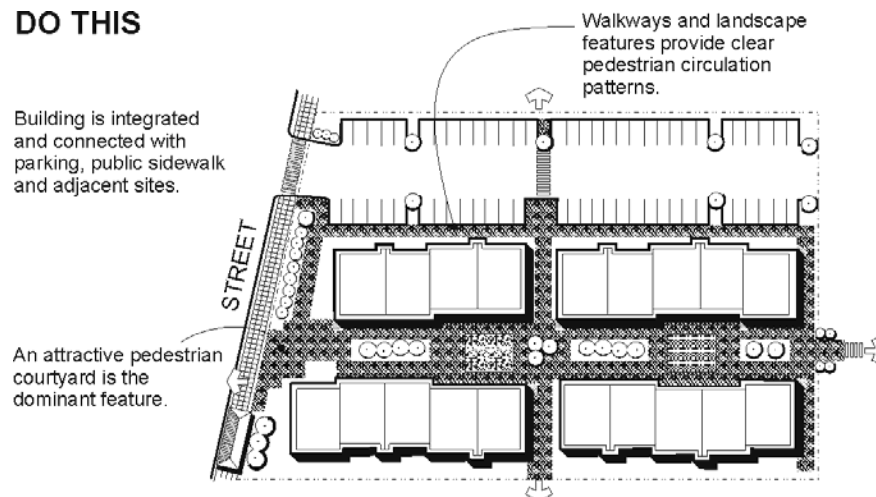 DO THIS
Walkways and landscape
features provide clear
pedestrian circulation
patterns.
Building is integrated
and connected with
parking, public sidewalk
and adjacent sites.
STREET
An attractive pedestrian
courtyard is the
dominant feature.